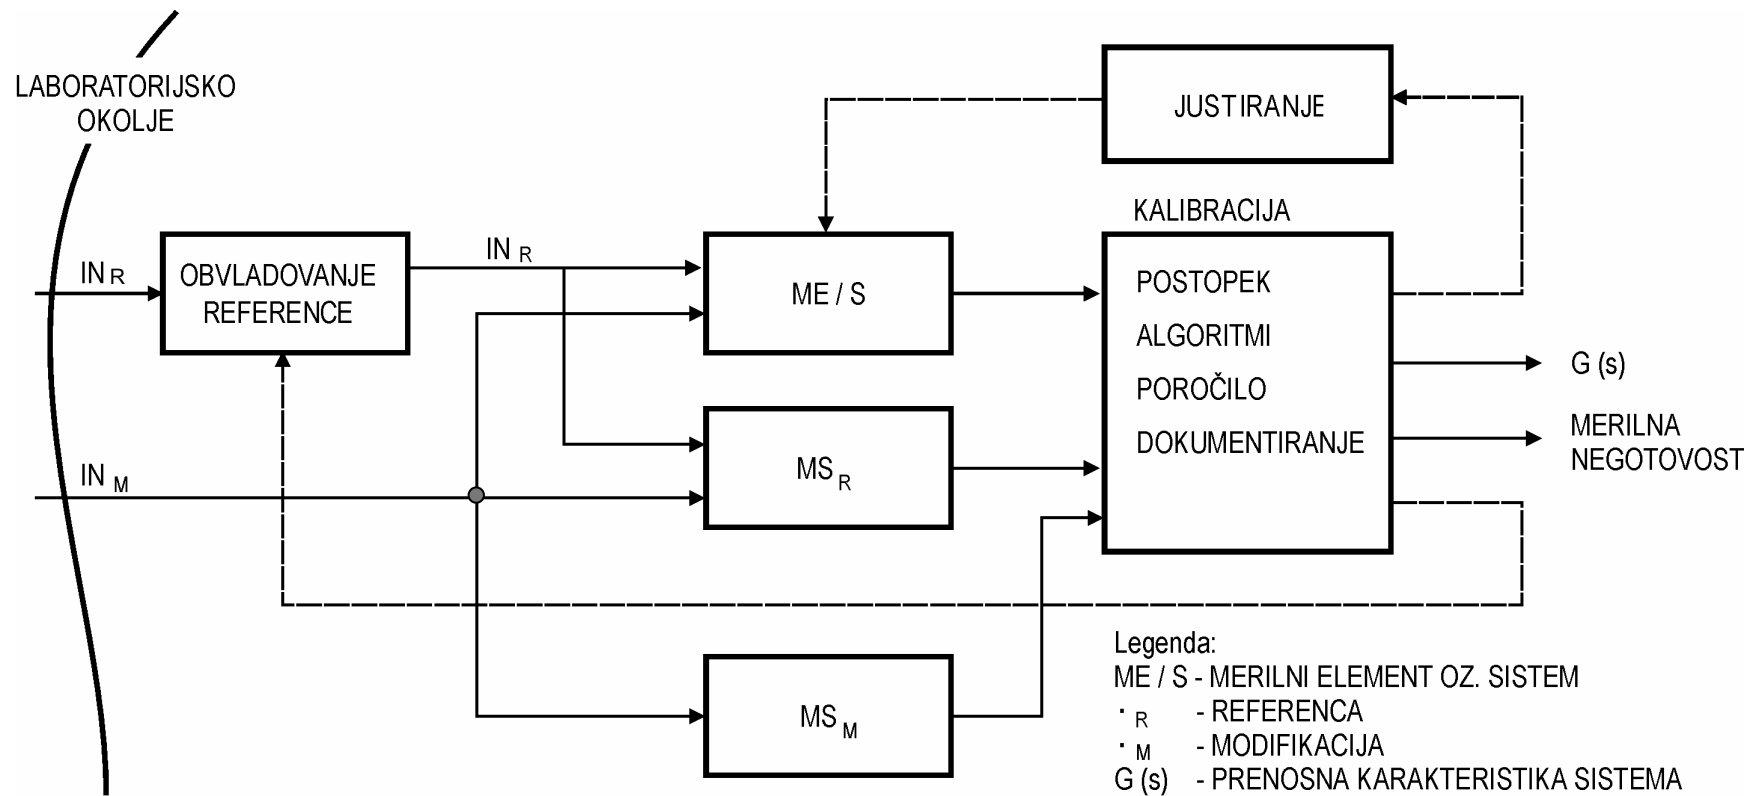 LABORATORIJSKO
OKOLJE
JUSTIRANJE
KALIBRACIJA
IN R
OBVLADOVANJE
REFERENCE
IN R
ME / S
POSTOPEK
ALGORITMI
POROČILO
DOKUMENTIRANJE
G (s)
MERILNA
NEGOTOVOST
IN M
MS R
MS M
Legenda:
ME / S - MERILNI ELEMENT OZ. SISTEM
· R - REFERENCA
· M - MODIFIKACIJA
G (s) - PRENOSNA KARAKTERISTIKA SISTEMA